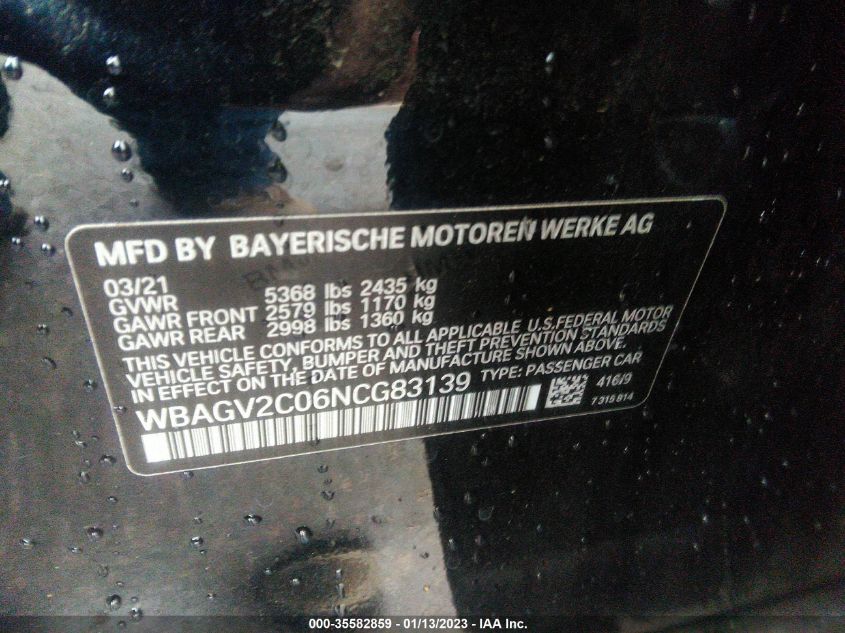 MFD BY BAYERISCHE MOTOREN WERKE AG
03/21
GVWR 5368 lbs 2435 kg
GAWR FRONT 2579 lbs 1170 kg
GAWR REAR 2998 lbs 1360 kg
THIS VEHICLE CONFORMS TO ALL APPLICABLE U.S.FEDERAL MOTOR
VEHICLE SAFETY, BUMPER AND THEFT PREVENTION STANDARDS
IN EFFECT ON THE DATE OF MANUFACTURE SHOWN ABOVE.
WBAGV2C06NCG83139 TYPE: PASSENGER CAR
416/9
7 318 814
000-35582859 - 01/13/2023 - IAA Inc.